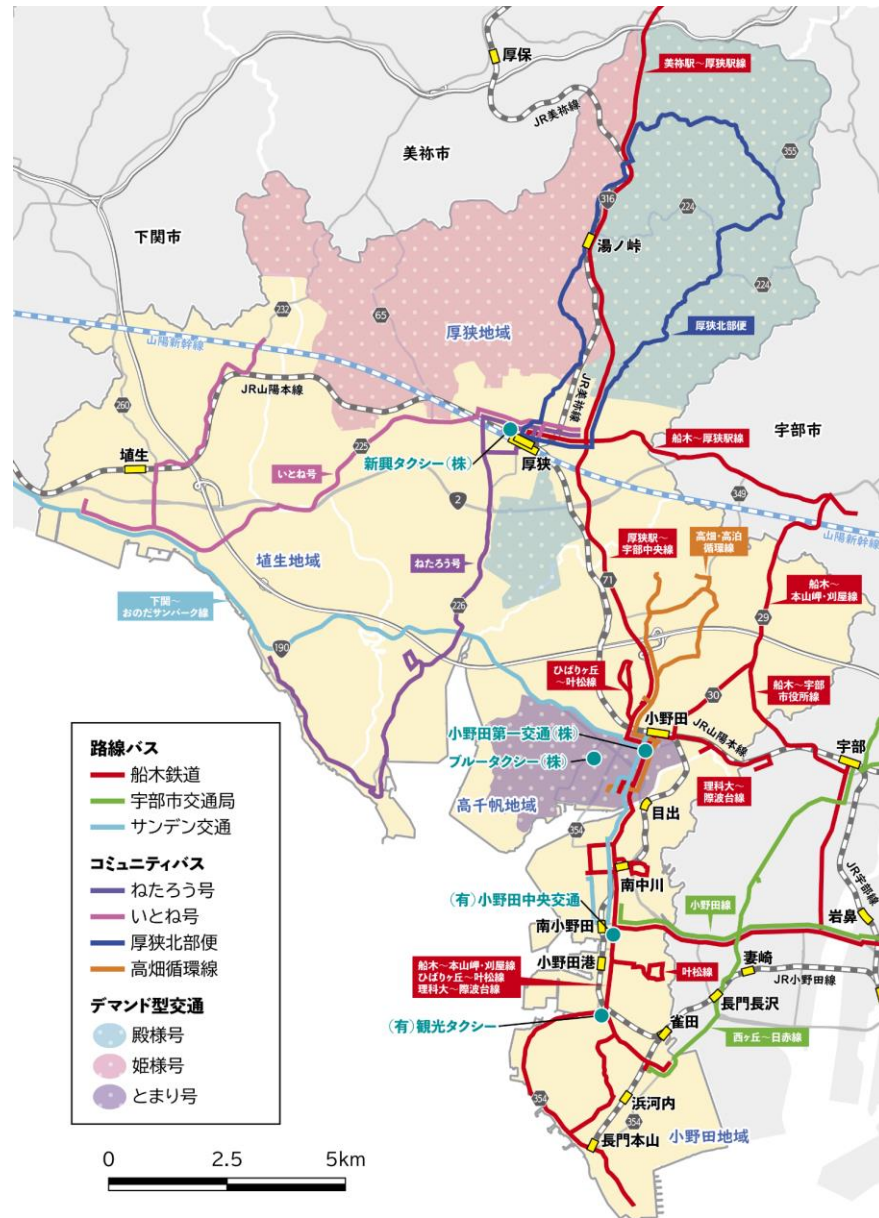 厚保
美祢駅~厚狭駅線
JR美祢線
美祢市
355
316
224
下関市
湯ノ峠
224
232
65
厚狭地域
厚狭北部便
山陽新幹線
JR山陽本線
JR美祢線
260
宇部市
埴生
225
新興タクシー(株)
厚狭
船木~厚狭駅線
いとね号
2
349
山陽新幹線
厚狭駅~
宇部中央線
高畑・高泊
循環線
埴生地域
ねたろう号
71
船木~
本山岬・刈屋線
下関~
おのだサンパーク線
226
29
190
ひばりヶ丘
~叶松線
30
船木~宇部
市役所線
小野田
小野田第一交通(株)
JR山陽本線
ブルータクシー(株)
宇部
理科大~
際波台線
高千帆地域
目出
354
JR宇部線
南中川
(有)小野田中央交通
小野田線
南小野田
岩鼻
小野田港
妻崎
船木~本山岬・刈屋線
ひばりヶ丘~叶松線
理科大~際波台線
叶松線
JR小野田線
長門長沢
(有)観光タクシー
雀田
西ヶ丘~日赤線
354
浜河内
354
小野田地域
長門本山
路線バス
船木鉄道
宇部市交通局
サンデン交通
コミュニティバス
ねたろう号
いとね号
厚狭北部便
高畑循環線
デマンド型交通
殿様号
姫様号
とまり号
0 2.5 5km